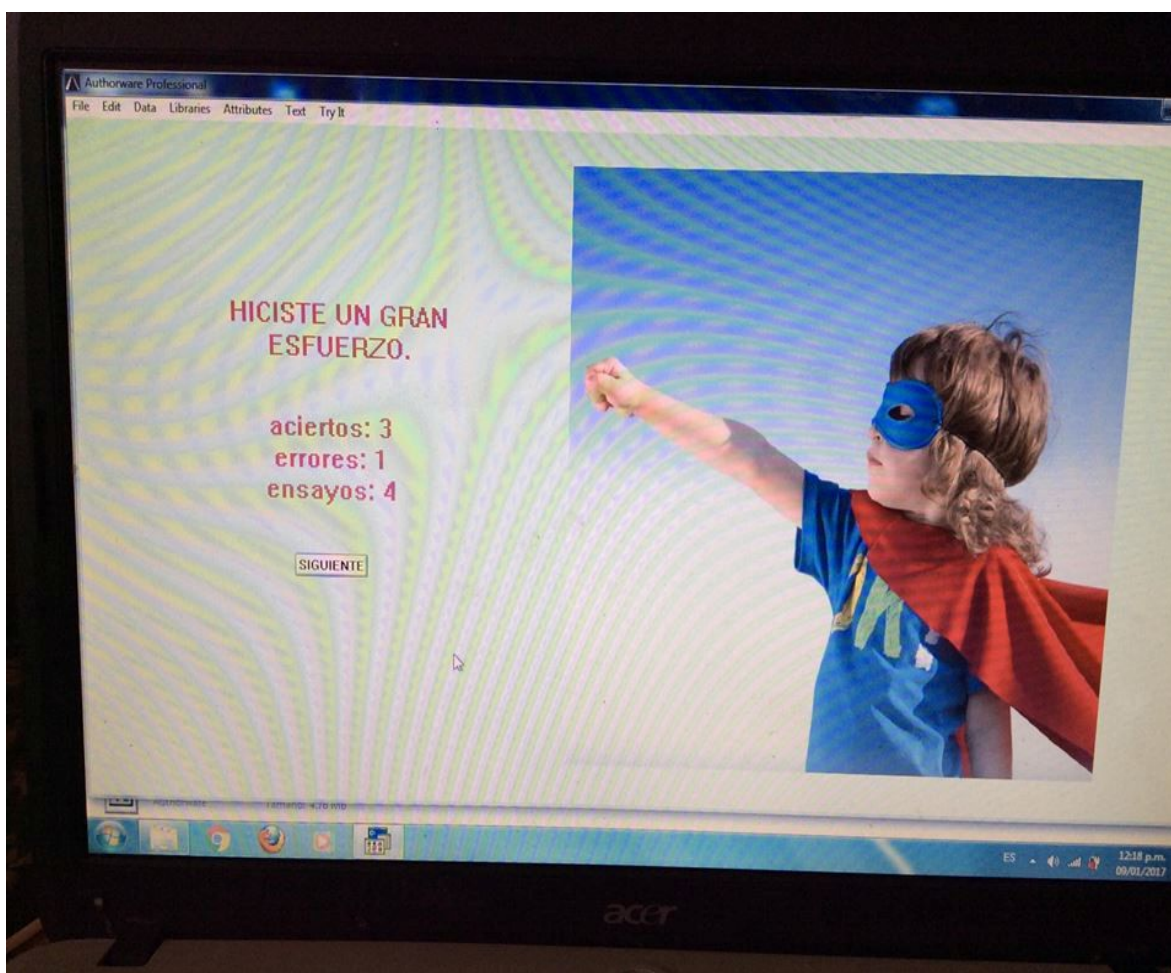 Authorware Professional
File Edit Data Libraries Attributes Text Try It
HICISTE UN GRAN
ESFUERZO.
aciertos: 3
errores: 1
ensayos: 4
SIGUIENTE
Authorware
ES
12:18 p.m.
09/01/2017
acer